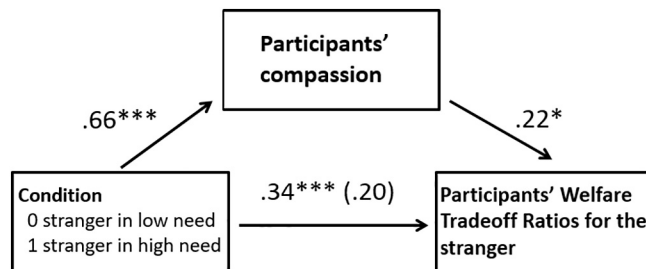 Participants’
compassion
.66***
.22*
.34*** (.20)
Condition
0 stranger in low need
1 stranger in high need
Participants’ Welfare
Tradeoff Ratios for the
stranger